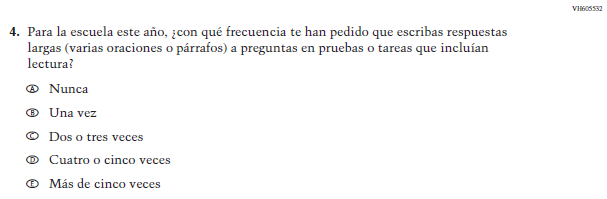 VH605532
4. Para la escuela este año, ¿con qué frecuencia te han pedido que escribas respuestas
largas (varias oraciones o párrafos) a preguntas en pruebas o tareas que incluían
lectura?
Ⓐ Nunca
Ⓑ Una vez
Ⓒ Dos o tres veces
Ⓓ Cuatro o cinco veces
Ⓔ Más de cinco veces